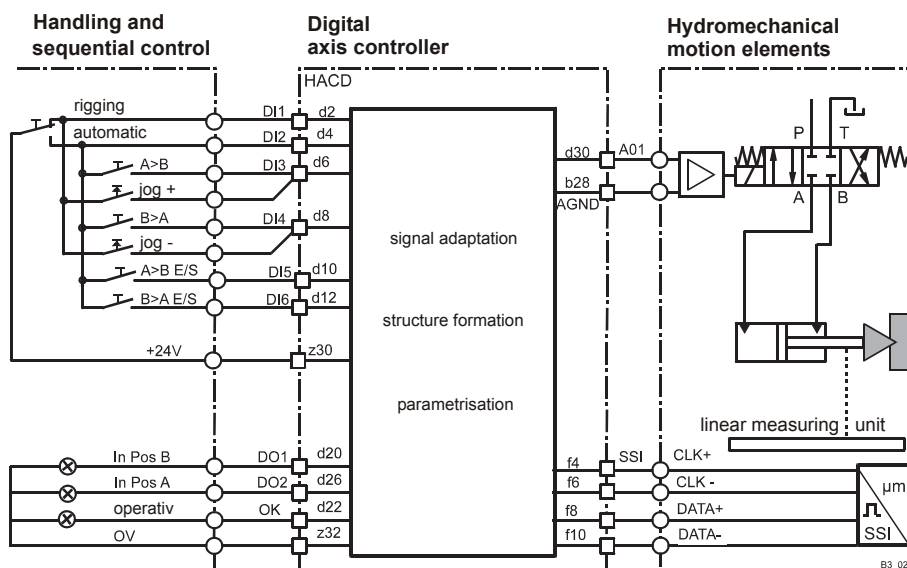 Handling and
sequential control
Digital
axis controller
Hydromechanical
motion elements
HACD
rigging
DI1
d2
automatic
DI2
d4
A>B
DI3
d6
jog +
B>A
DI4
d8
jog -
A>B E/S
DI5
d10
B>A E/S
DI6
d12
+24V
z30
signal adaptation
structure formation
parametrisation
d30
A01
b28
AGND
P
T
A
B
linear measuring unit
In Pos B
DO1
d20
In Pos A
DO2
d26
operativ
OK
d22
OV
z32
f4
SSI
CLK+
f6
CLK -
f8
DATA+
f10
DATA-
µm
SSI
B3_02